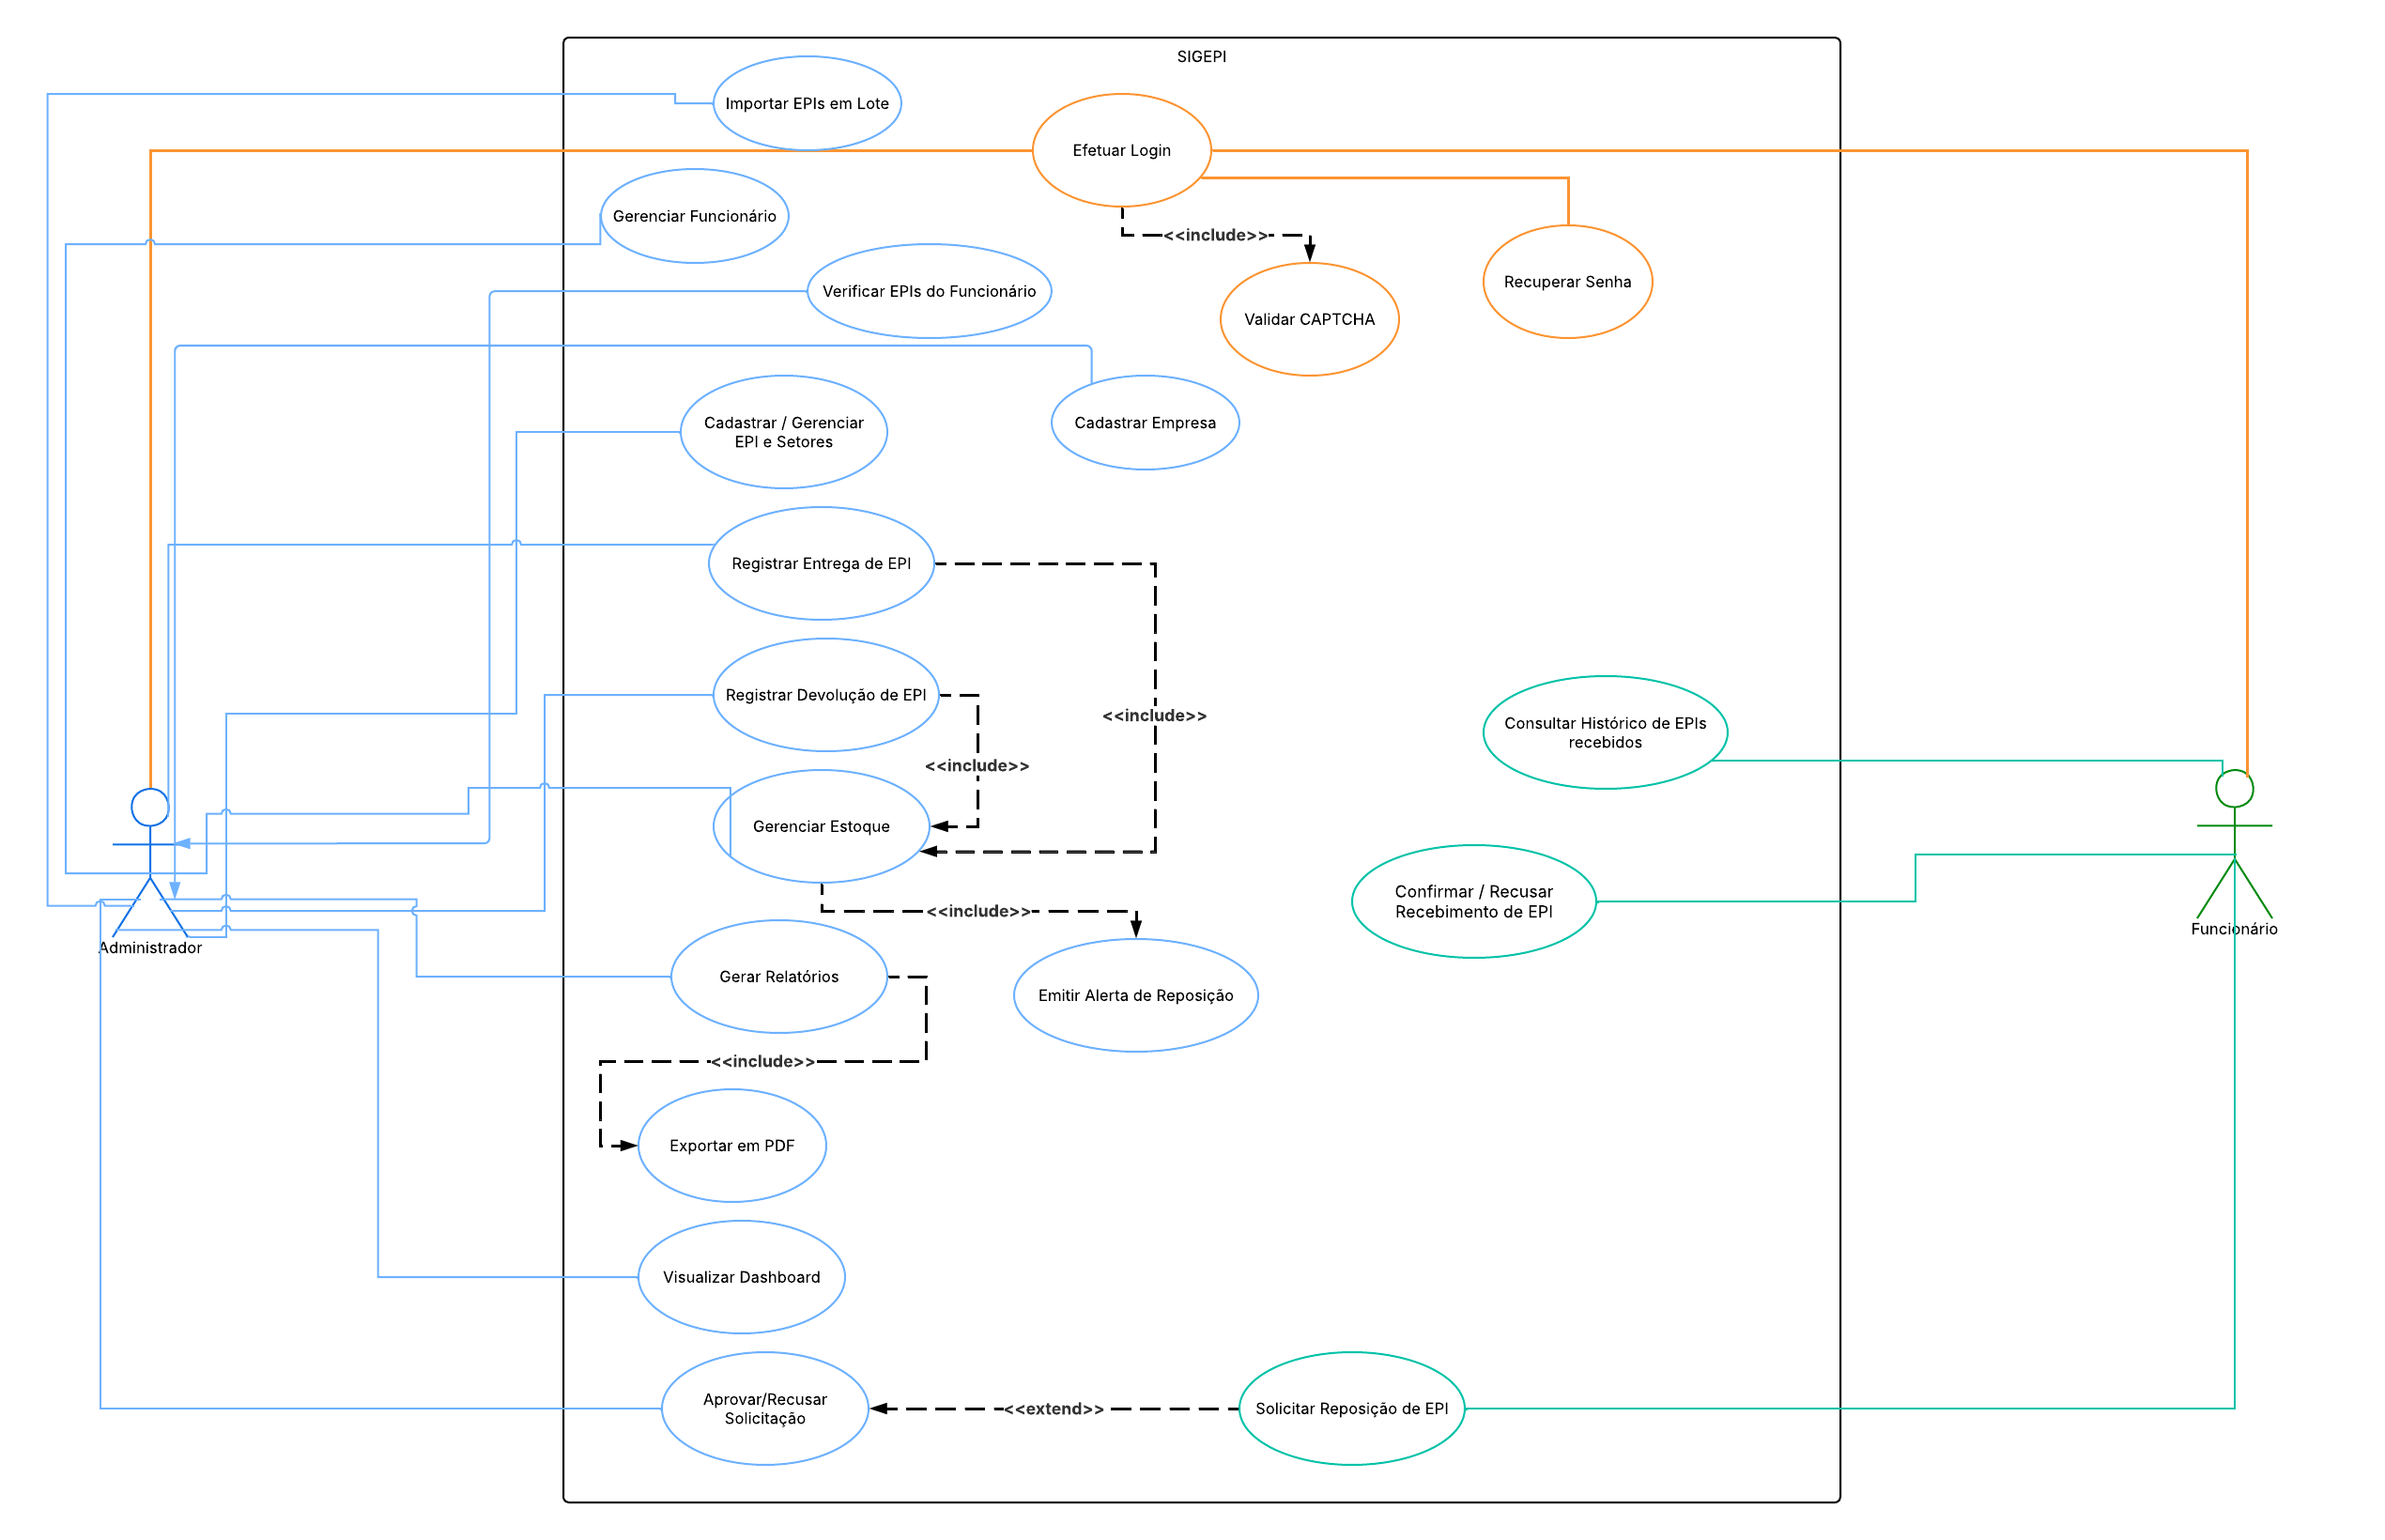 SIGEPI
Importar EPIs em Lote
Efetuar Login
Gerenciar Funcionário
<<include>>
Recuperar Senha
Verificar EPIs do Funcionário
Validar CAPTCHA
Cadastrar / Gerenciar
EPI e Setores
Cadastrar Empresa
Registrar Entrega de EPI
Registrar Devolução de EPI
<<include>>
Consultar Histórico de EPIs
recebidos
<<include>>
Gerenciar Estoque
Confirmar / Recusar
Recebimento de EPI
<<include>>
Funcionário
Administrador
Gerar Relatórios
Emitir Alerta de Reposição
<<include>>
Exportar em PDF
Visualizar Dashboard
Aprovar/Recusar
Solicitação
<<extend>>
Solicitar Reposição de EPI